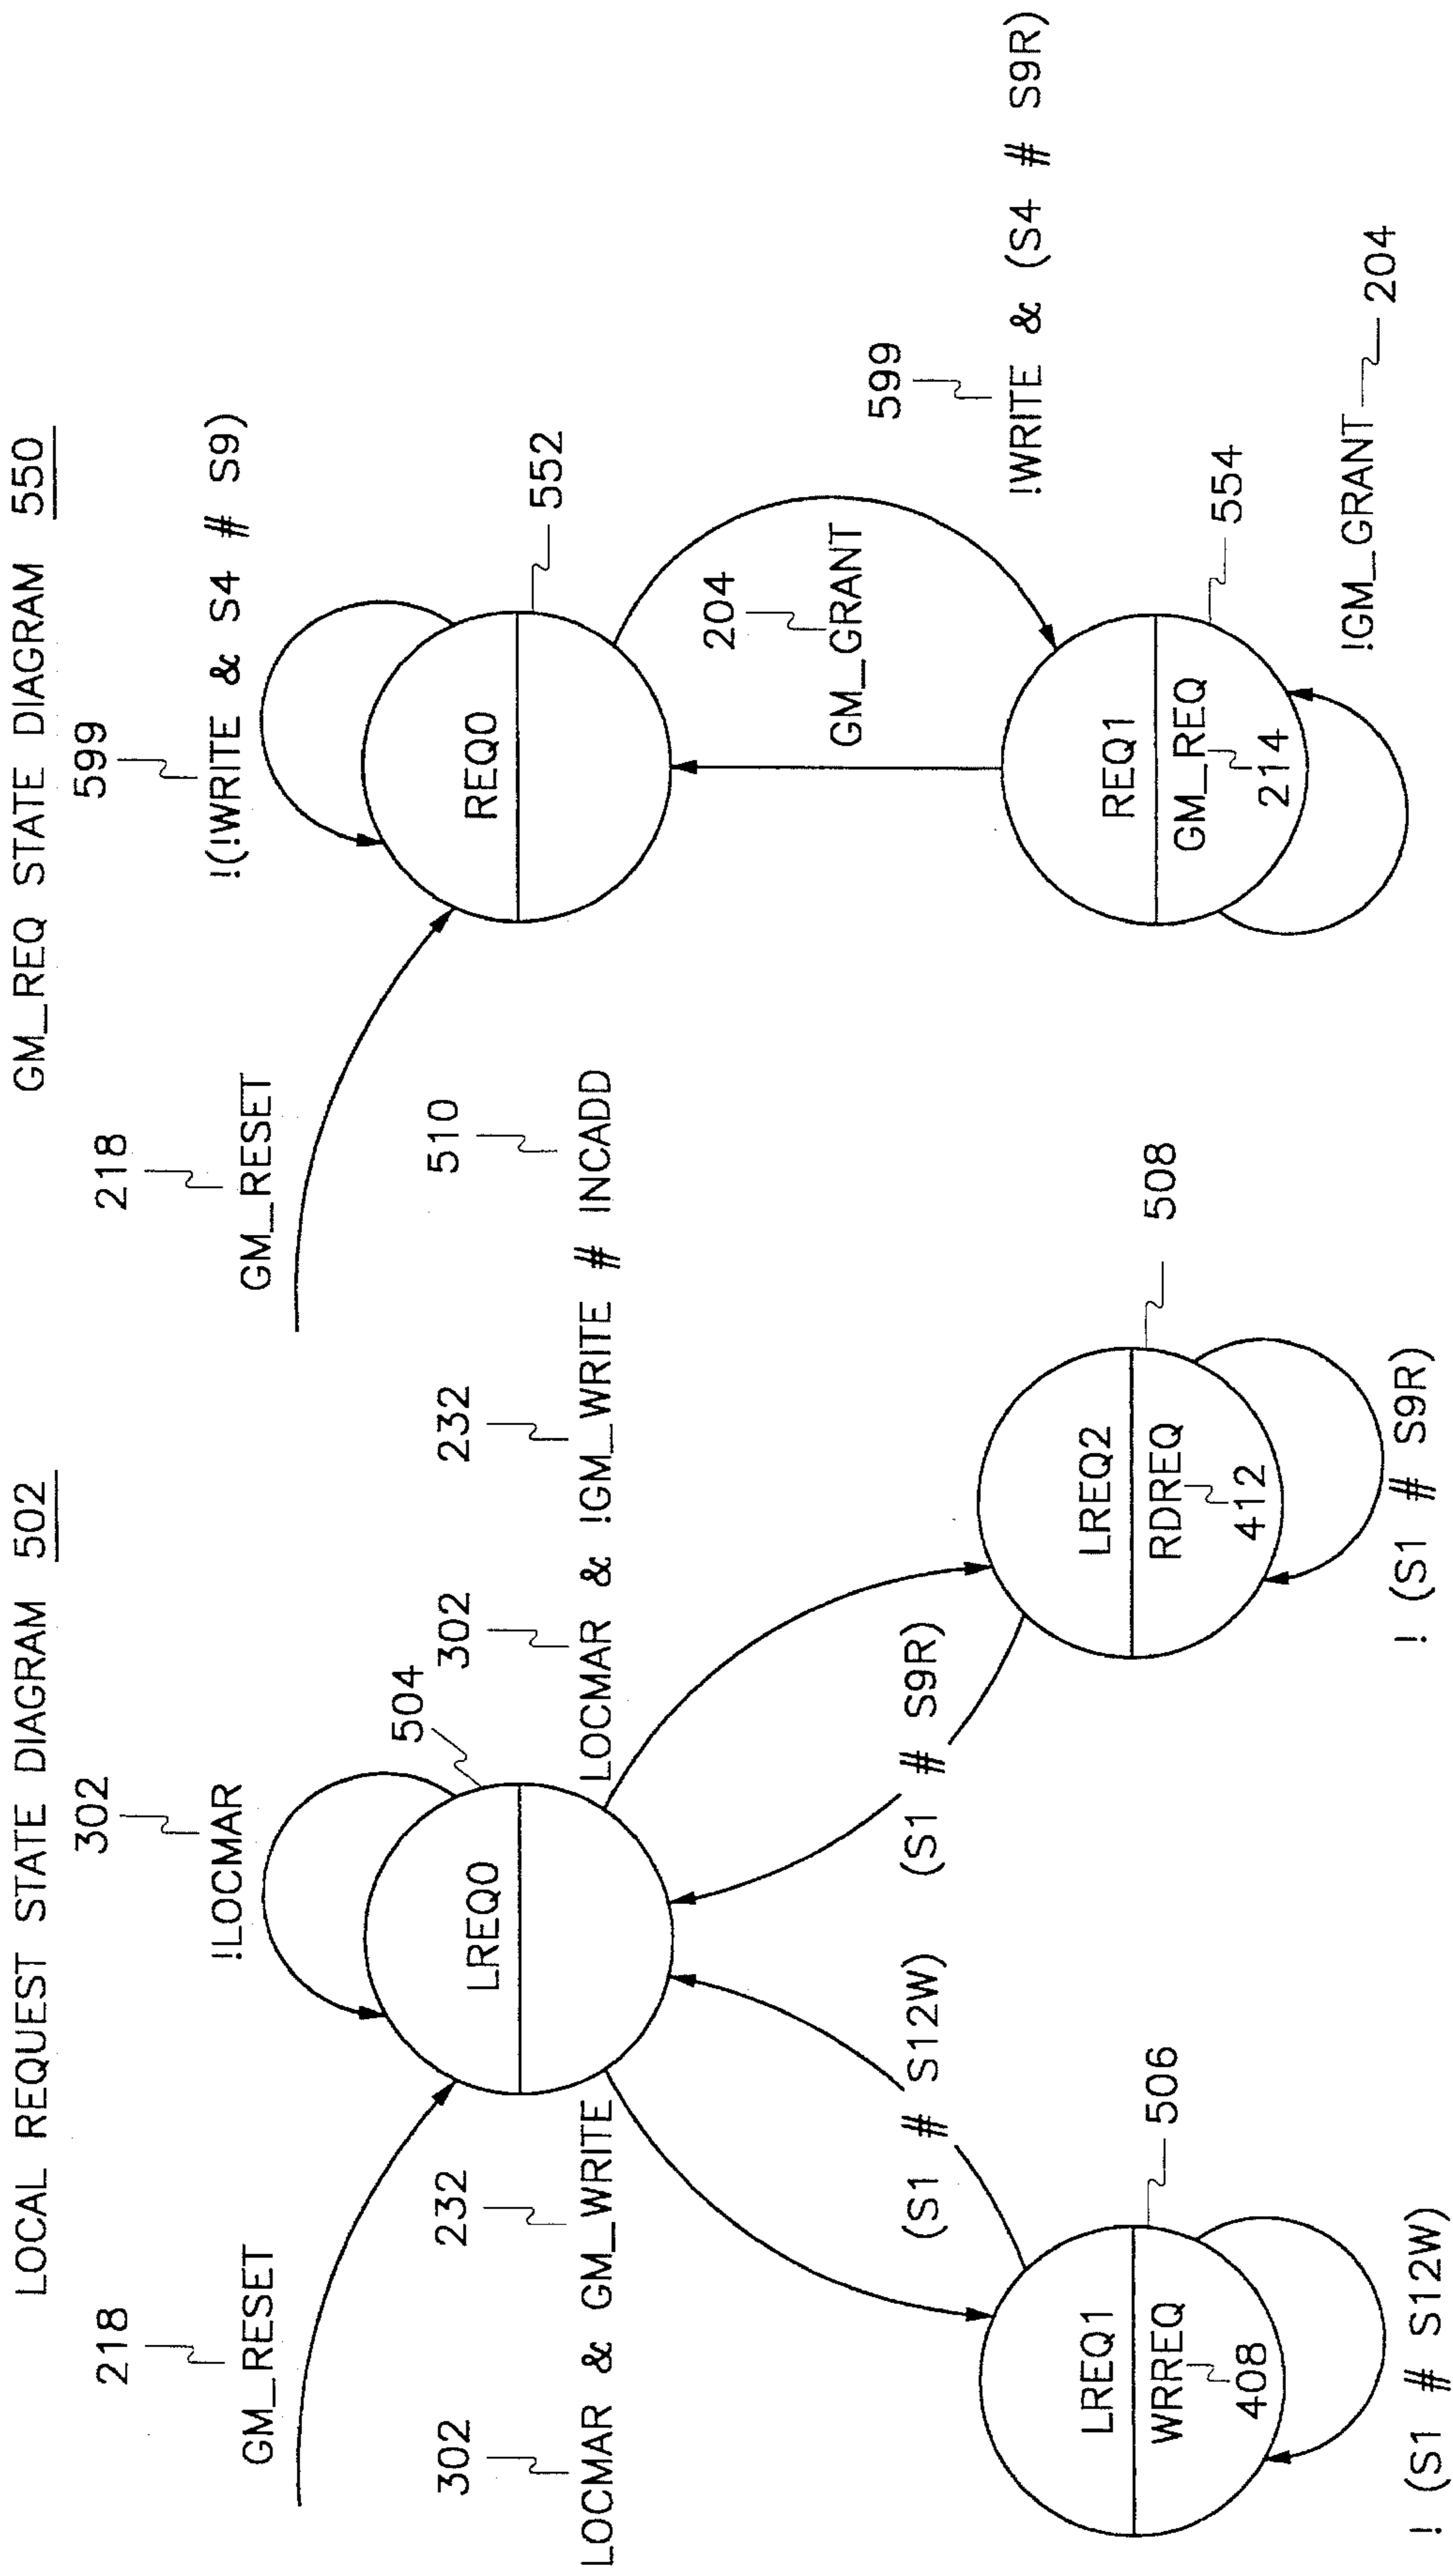 LOCAL REQUEST STATE DIAGRAM 502
302
!LOCMAR
218
GM_RESET
504
LREQ0
302
232
LOCMAR & GM_WRITE
302
232
510
LOCMAR & !GM_WRITE # INCADD
(S1 # S12W)
(S1 # S9R)
LREQ1
WRREQ
408
506
! (S1 # S12W)
LREQ2
RDREQ
412
508
! (S1 # S9R)
GM_REQ STATE DIAGRAM 550
599
!(!WRITE & S4 # S9)
218
GM_RESET
REQ0
552
204
GM_GRANT
599
!WRITE & (S4 # S9R)
REQ1
GM_REQ
214
554
!GM_GRANT
204